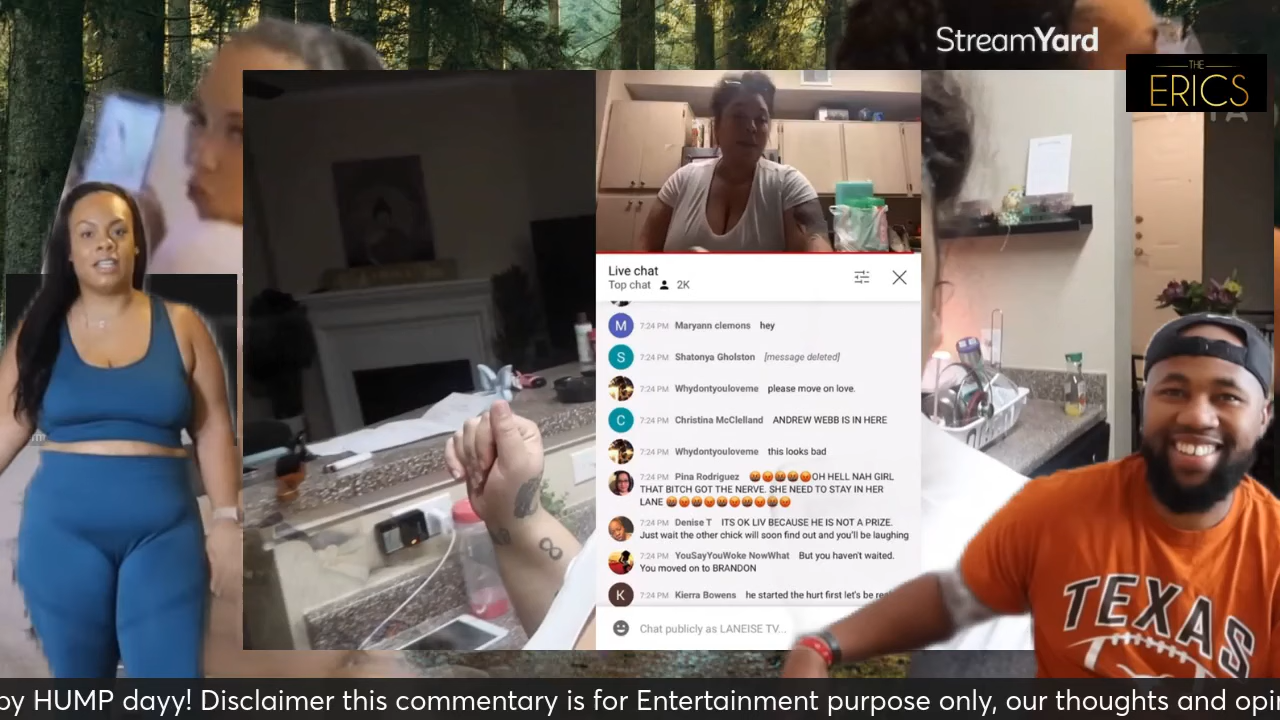 StreamYard
THE
ERICS
Live chat
Top chat 2K
M 7:24 PM Maryann clemons hey
S 7:24 PM Shatonya Gholston [message deleted]
7:24 PM Whydontyouloveme please move on love.
C 7:24 PM Christina McClelland ANDREW WEBB IS IN HERE
7:24 PM Whydontyouloveme this looks bad
7:24 PM Pina Rodriguez 🤬😡🤬😡🤬😡OH HELL NAH GIRL
THAT BITCH GOT THE NERVE. SHE NEED TO STAY IN HER
LANE 🤬😡🤬😡🤬😡🤬😡🤬😡
7:24 PM Denise T ITS OK LIV BECAUSE HE IS NOT A PRIZE.
Just wait the other chick will soon find out and you'll be laughing
7:24 PM YouSayYouWoke NowWhat But you haven't waited.
You moved on to BRANDON
K 7:24 PM Kierra Bowens he started the hurt first let's be
Chat publicly as LANEISE TV...
TEXAS
by HUMP dayy! Disclaimer this commentary is for Entertainment purpose only, our thoughts and opi